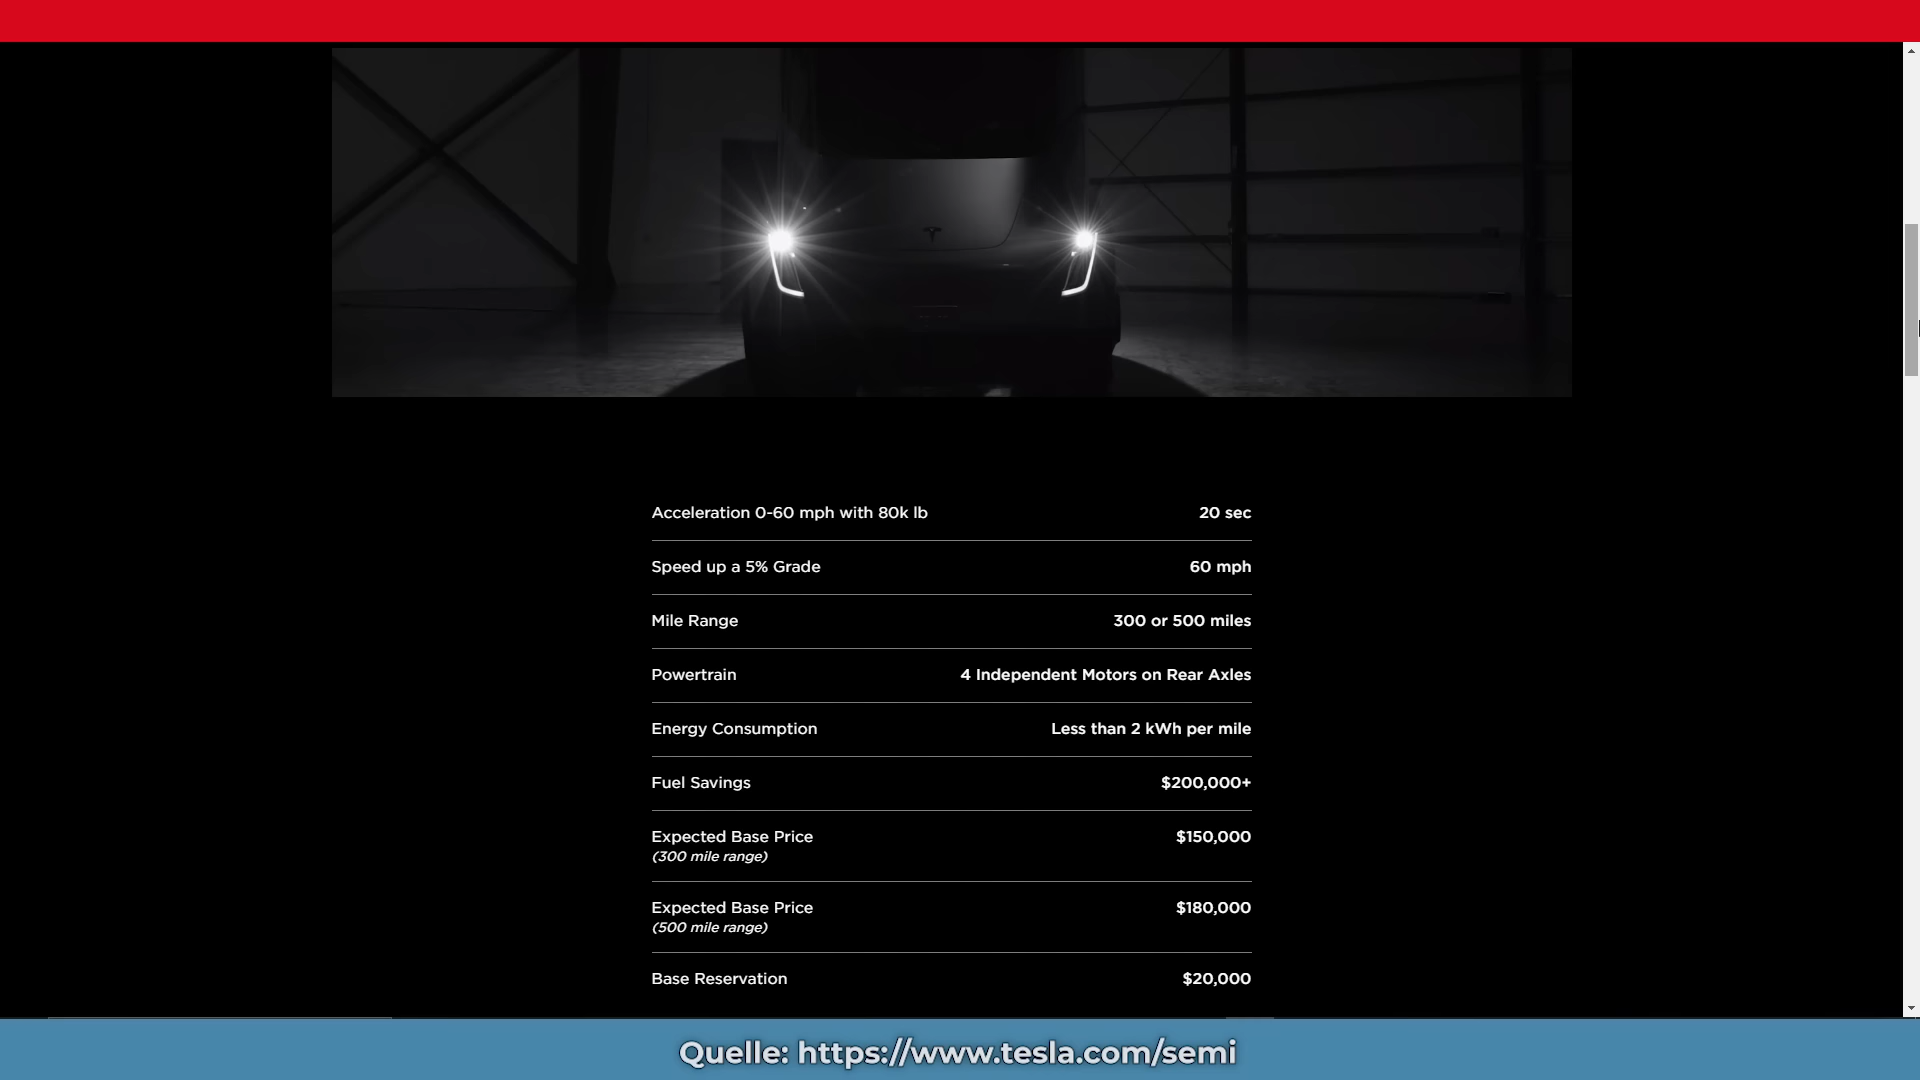 Acceleration 0-60 mph with 80k lb 20 sec
Speed up a 5% Grade 60 mph
Mile Range 300 or 500 miles
Powertrain 4 Independent Motors on Rear Axles
Energy Consumption Less than 2 kWh per mile
Fuel Savings $200,000+
Expected Base Price $150,000
(300 mile range)
Expected Base Price $180,000
(500 mile range)
Base Reservation $20,000
Quelle: https://www.tesla.com/semi